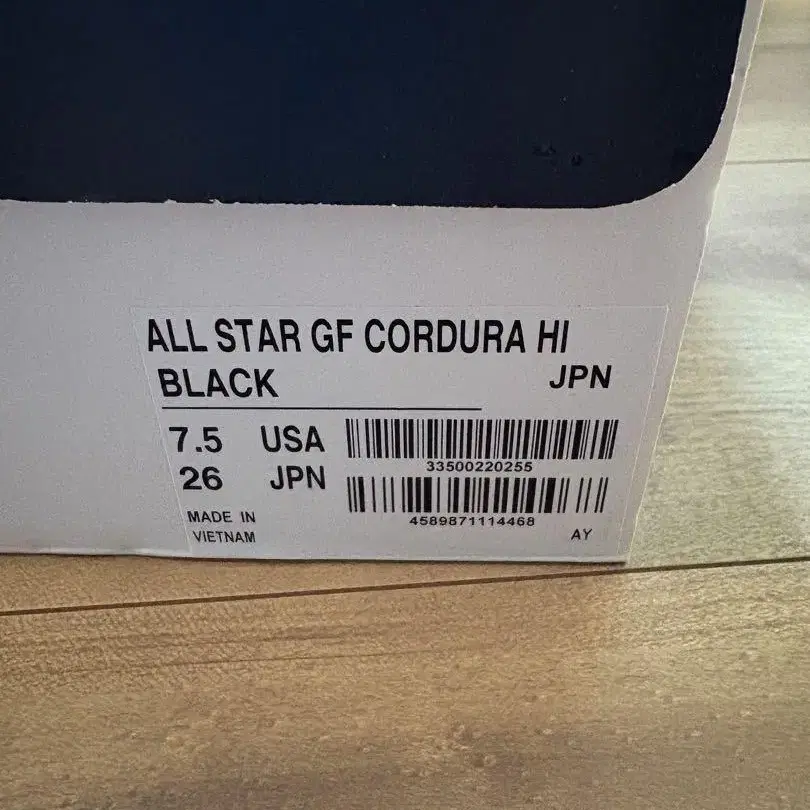 ALL STAR GF CORDURA HI
BLACK JPN
7.5 USA
33500220255
26 JPN
4589871114468
MADE IN
VIETNAM
AY